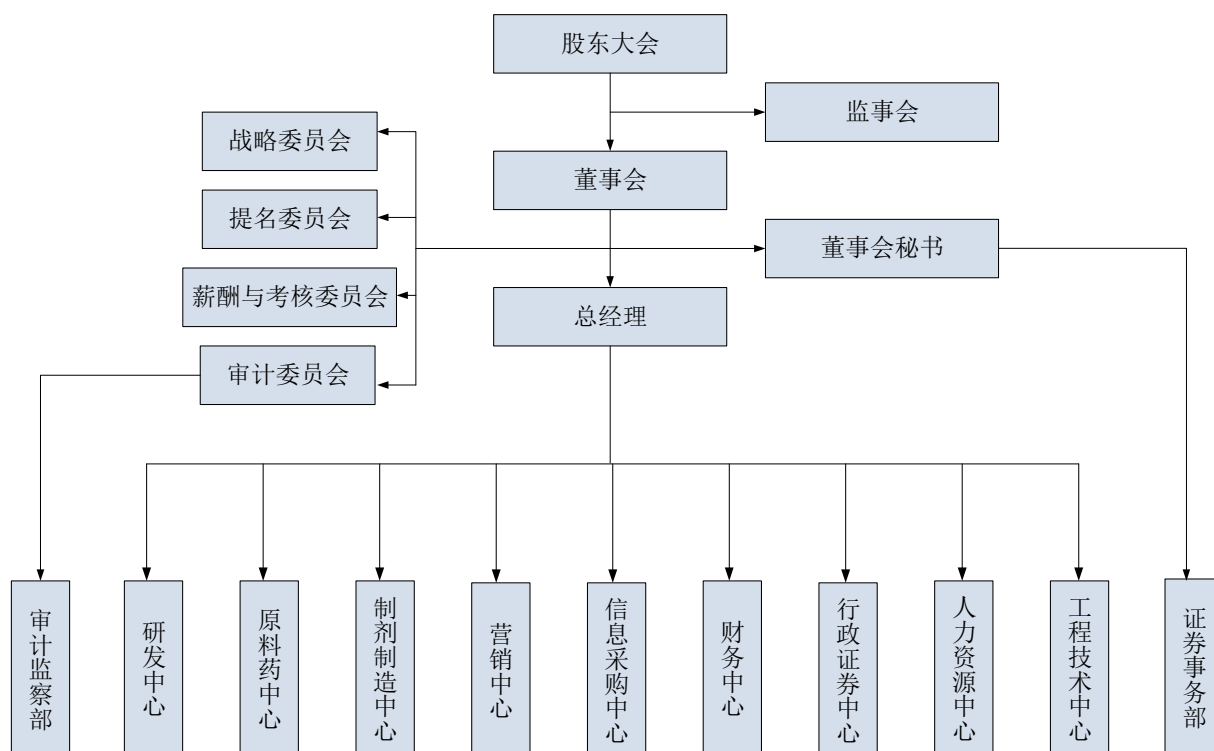 股东大会
监事会
战略委员会
董事会
提名委员会
董事会秘书
薪酬与考核委员会
总经理
审计委员会
审计监察部
研发中心
原料药中心
制剂制造中心
营销中心
信息采购中心
财务中心
行政证券中心
人力资源中心
工程技术中心
证券事务部